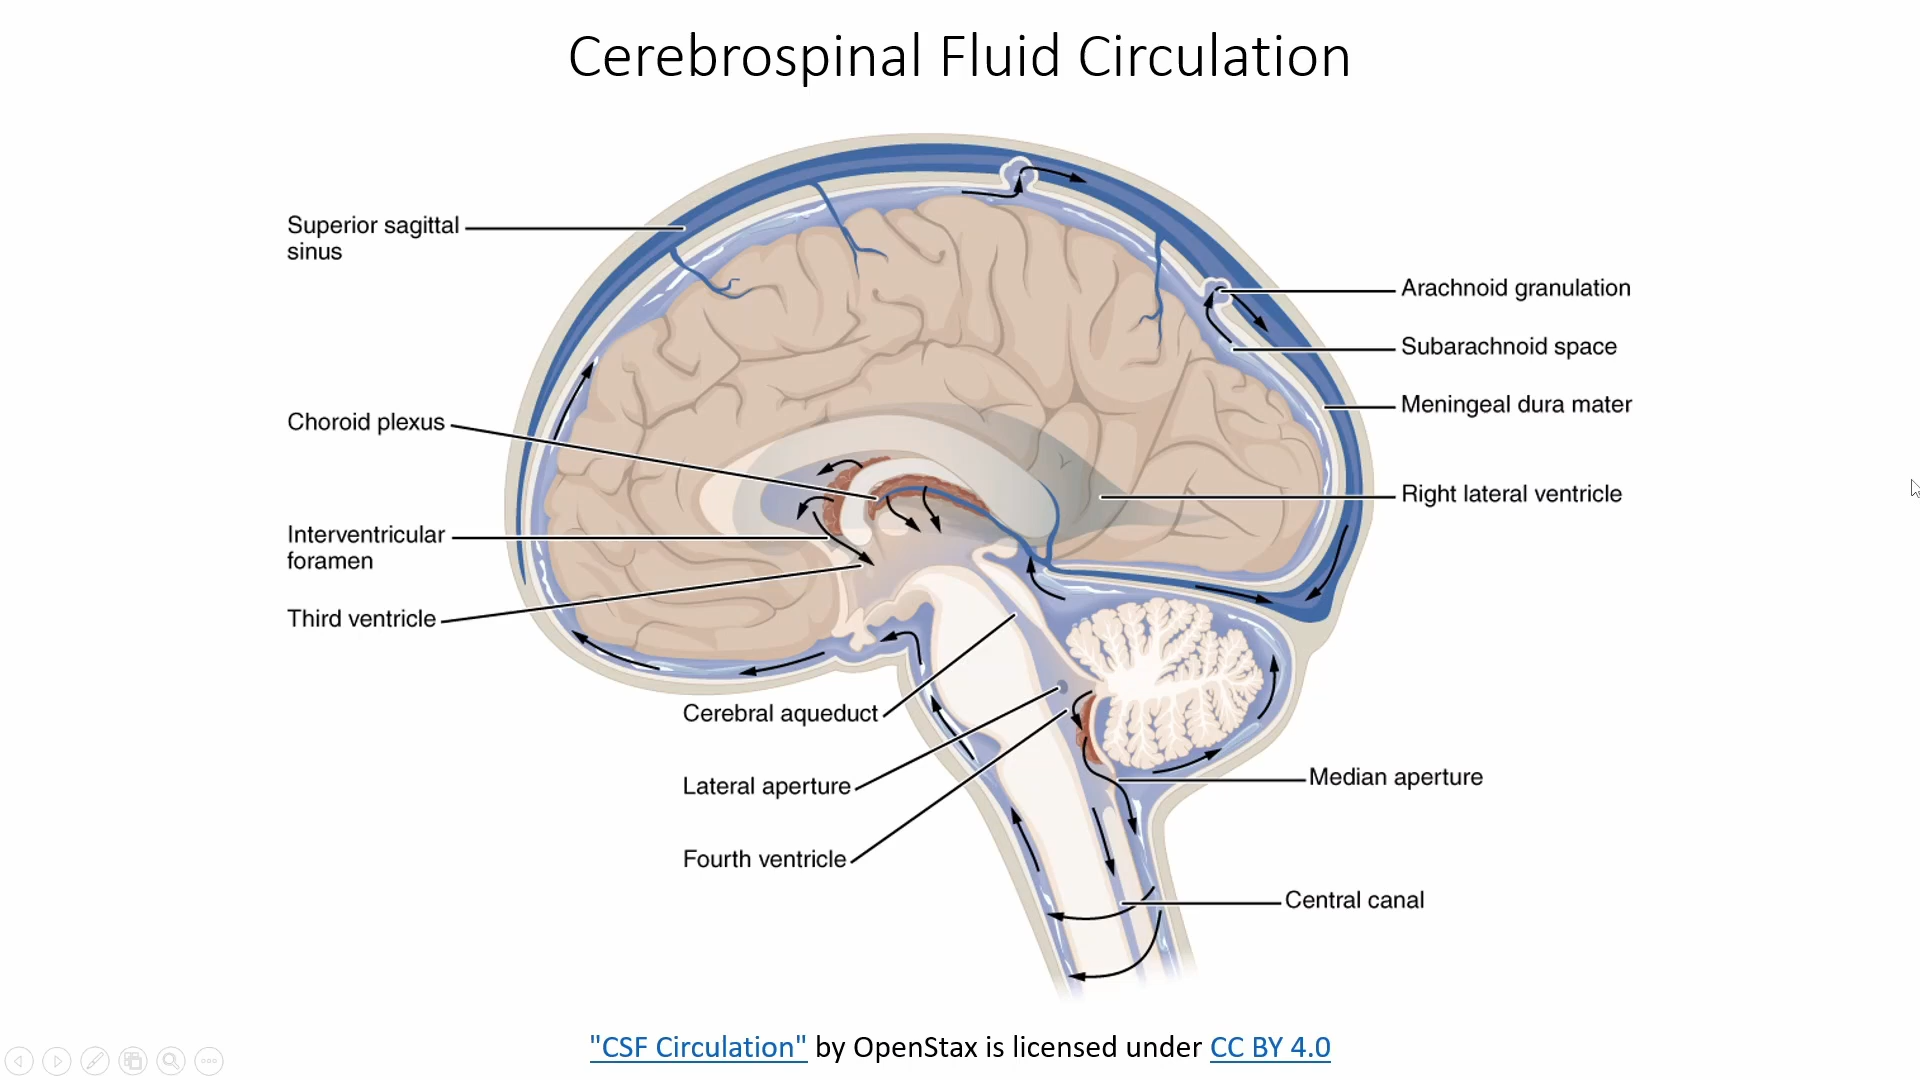 Cerebrospinal Fluid Circulation
Superior sagittal
sinus
Arachnoid granulation
Subarachnoid space
Meningeal dura mater
Choroid plexus
Right lateral ventricle
Interventricular
foramen
Third ventricle
Cerebral aqueduct
Lateral aperture
Median aperture
Fourth ventricle
Central canal
"CSF Circulation" by OpenStax is licensed under CC BY 4.0